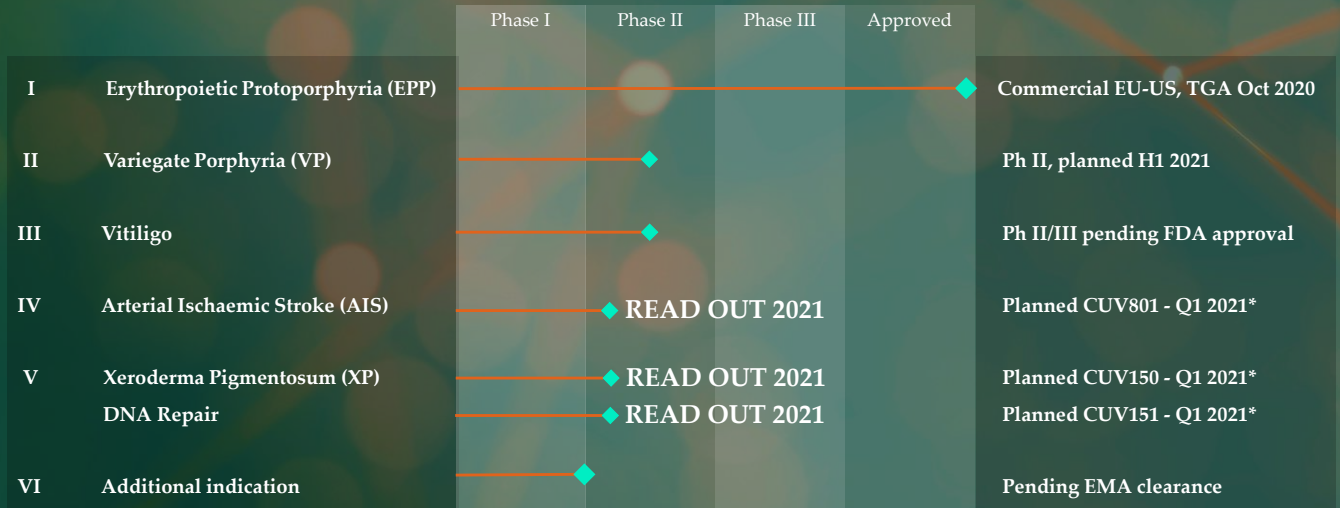 Phase I Phase II Phase III Approved
I Erythropoietic Protoporphyria (EPP) Commercial EU-US, TGA Oct 2020
II Variegate Porphyria (VP) Ph II, planned H1 2021
III Vitiligo Ph II/III pending FDA approval
IV Arterial Ischaemic Stroke (AIS) READ OUT 2021 Planned CUV801 - Q1 2021*
V Xeroderma Pigmentosum (XP) READ OUT 2021 Planned CUV150 - Q1 2021*
DNA Repair READ OUT 2021 Planned CUV151 - Q1 2021*
VI Additional indication Pending EMA clearance